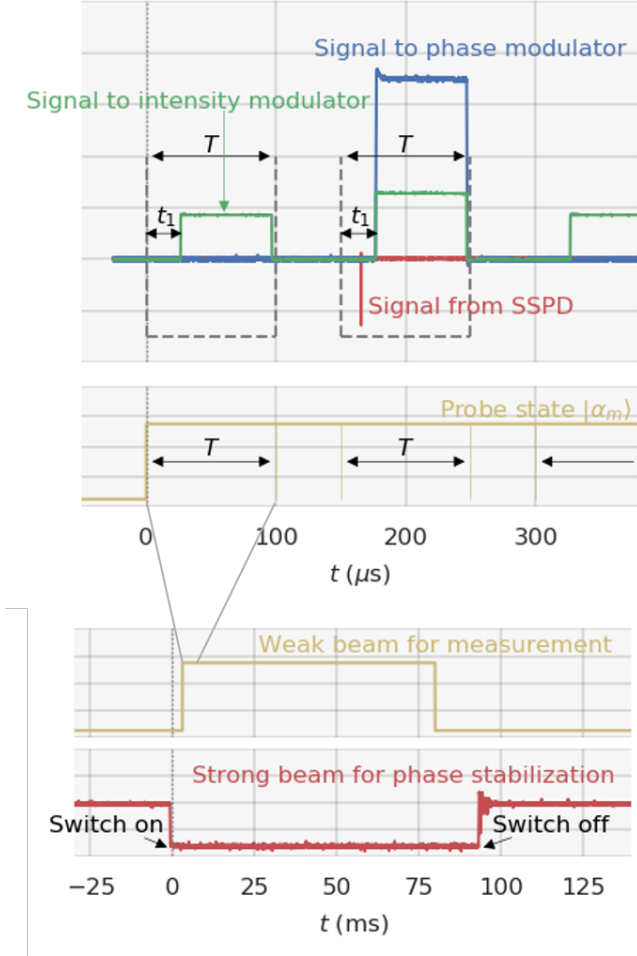 Signal to phase modulator
Signal to intensity modulator
T T
t₁ t₁
Signal from SSPD
Probe state |αₘ⟩
T T
0 100 200 300
t (μs)
Weak beam for measurement
Strong beam for phase stabilization
Switch on Switch off
−25 0 25 50 75 100 125
t (ms)